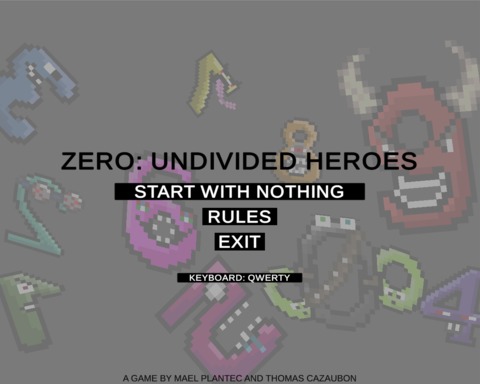 ZERO: UNDIVIDED HEROES
START WITH NOTHING
RULES
EXIT
KEYBOARD: QWERTY
A GAME BY MAEL PLANTEC AND THOMAS CAZAUBON